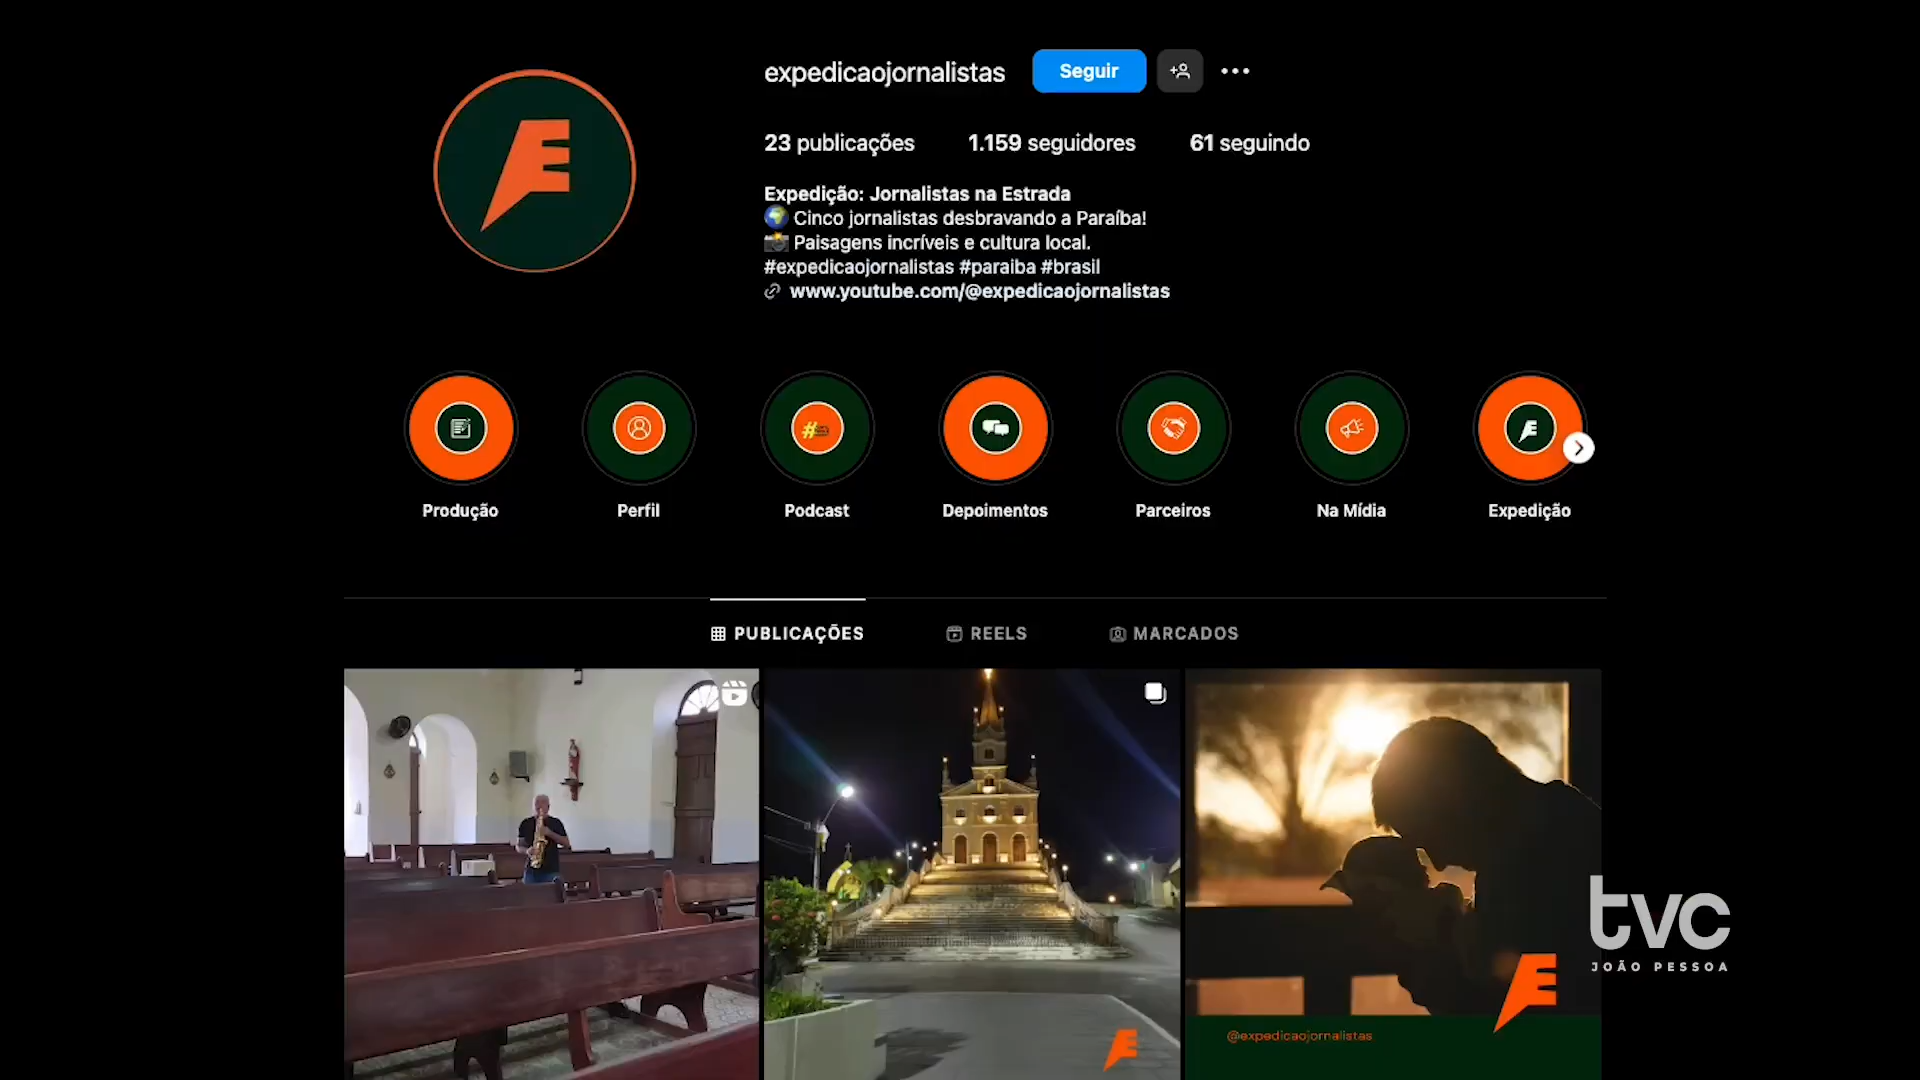 expedicaojornalistas
Seguir
23 publicações 1.159 seguidores 61 seguindo
Expedição: Jornalistas na Estrada
Cinco jornalistas desbravando a Paraíba!
Paisagens incríveis e cultura local.
#expedicaojornalistas #paraiba #brasil
www.youtube.com/@expedicaojornalistas
Produção
Perfil
Podcast
Depoimentos
Parceiros
Na Mídia
Expedição
PUBLICAÇÕES
REELS
MARCADOS
tvc
JOÃO PESSOA
@expedicaojornalistas